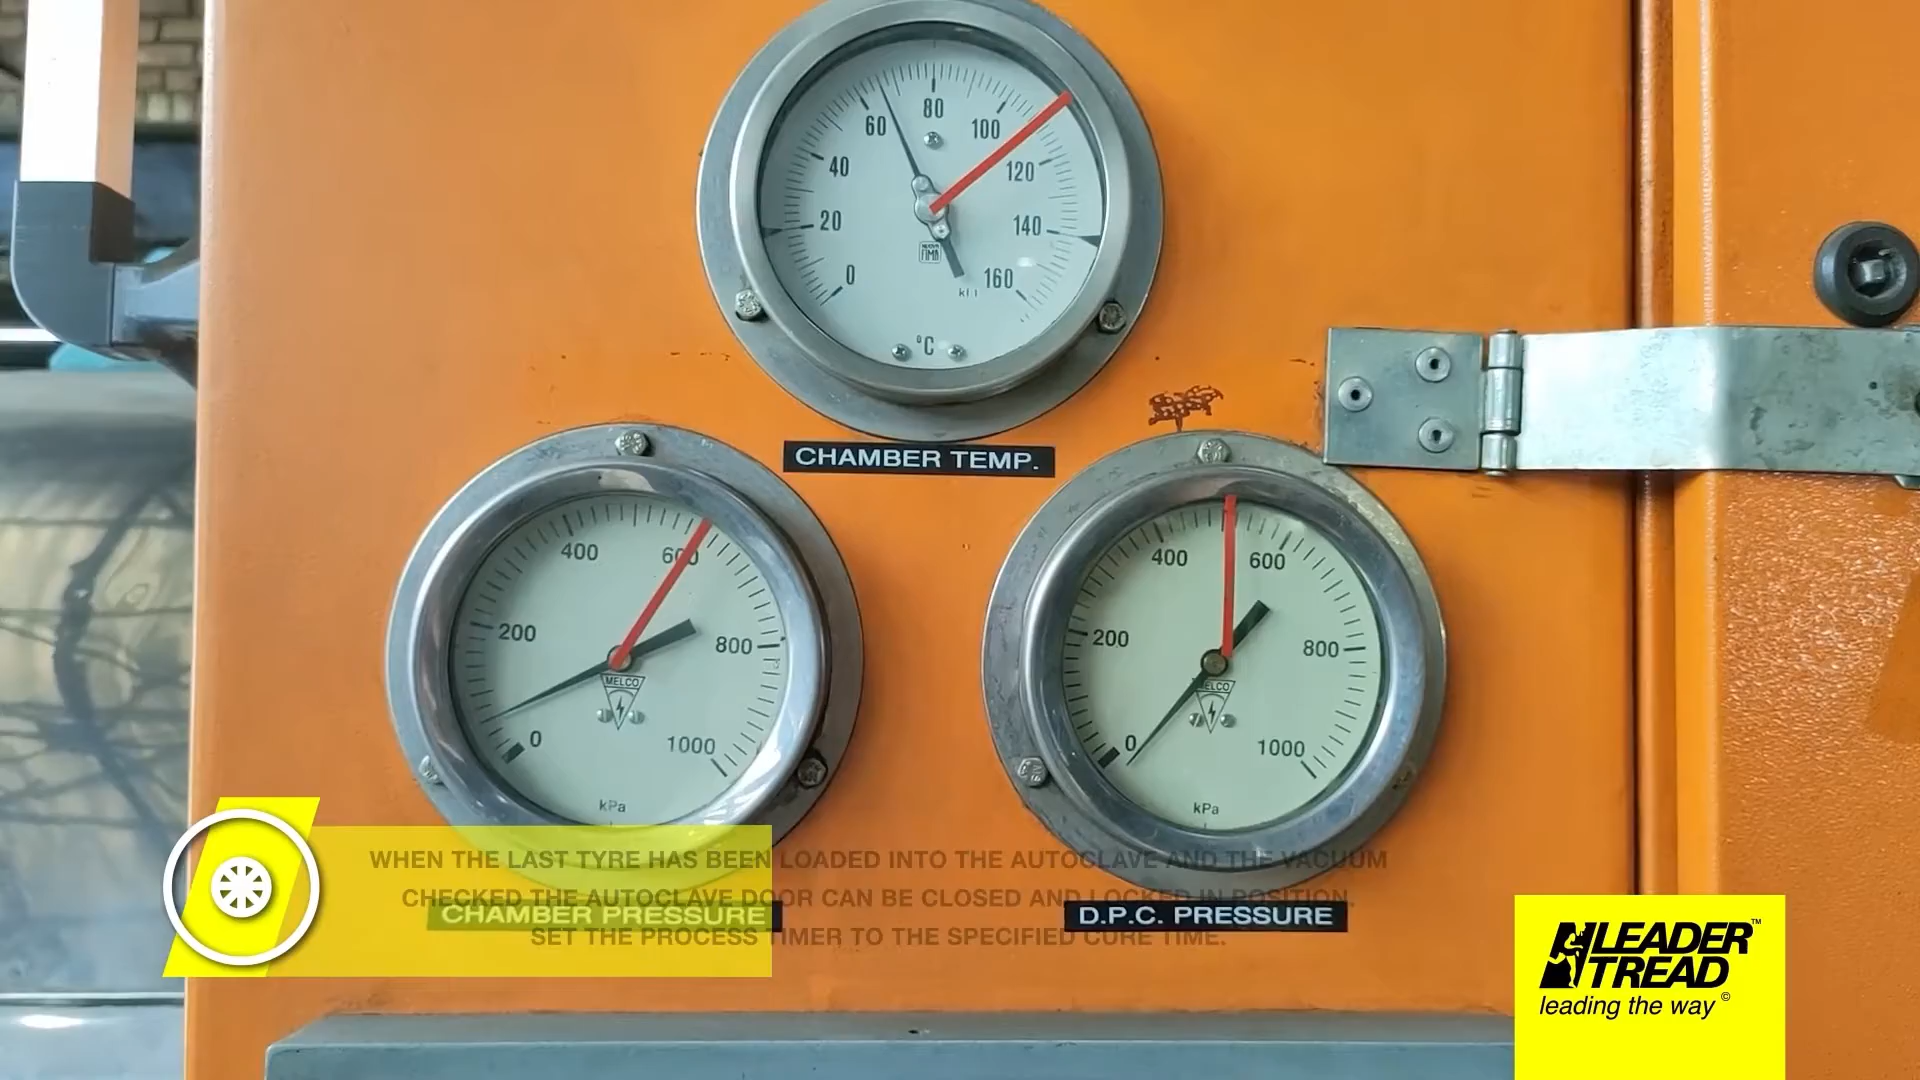 80
60
100
40
120
20
140
0
160
°C
CHAMBER TEMP.
400
600
200
800
MELCO
0
1000
kPa
400
600
200
800
MELCO
0
1000
kPa
WHEN THE LAST TYRE HAS BEEN LOADED INTO THE AUTOCLAVE AND THE VACUUM
CHECKED THE AUTOCLAVE DOOR CAN BE CLOSED AND LOCKED IN POSITION.
SET THE PROCESS TIMER TO THE SPECIFIED CURE TIME.
CHAMBER PRESSURE
D.P.C. PRESSURE
LEADER™
TREAD
leading the way©